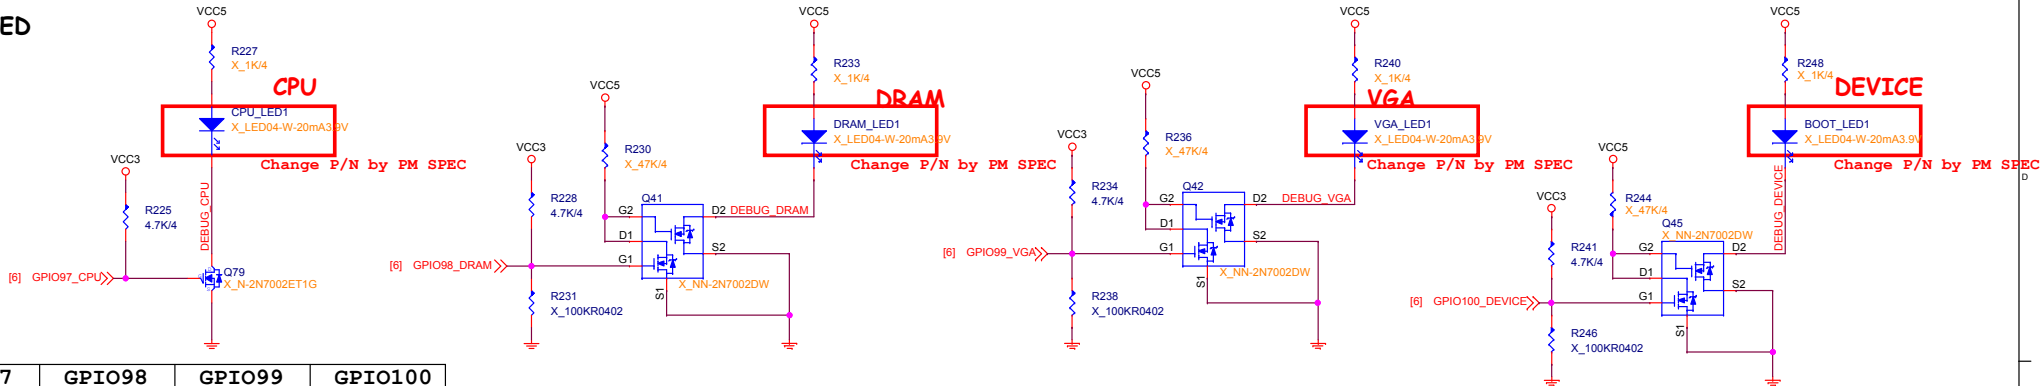 ED
VCC5
R227
X_1K/4
CPU
CPU_LED1
X_LED04-W-20mA3.9V
Change P/N by PM SPEC
VCC3
R225
4.7K/4
DEBUG_CPU
[6] GPIO97_CPU
Q79
X_N-2N7002ET1G
VCC5
R233
X_1K/4
DRAM
DRAM_LED1
X_LED04-W-20mA3.9V
Change P/N by PM SPEC
VCC5
R230
X_47K/4
VCC3
R228
4.7K/4
Q41
G2
D2
DEBUG_DRAM
D1
S2
G1
S1
X_NN-2N7002DW
[6] GPIO98_DRAM
R231
X_100KR0402
VCC5
R240
X_1K/4
VGA
VGA_LED1
X_LED04-W-20mA3.9V
Change P/N by PM SPEC
VCC5
R236
X_47K/4
VCC3
R234
4.7K/4
Q42
G2
D2
DEBUG_VGA
D1
S2
G1
S1
X_NN-2N7002DW
[6] GPIO99_VGA
R238
X_100KR0402
VCC5
R248
X_1K/4
DEVICE
BOOT_LED1
X_LED04-W-20mA3.9V
Change P/N by PM SPEC
D
VCC5
R244
X_47K/4
VCC3
R241
4.7K/4
Q45
X_NN-2N7002DW
G2
D2
DEBUG_DEVICE
D1
S2
G1
S1
[6] GPIO100_DEVICE
R246
X_100KR0402
7 GPIO98 GPIO99 GPIO100